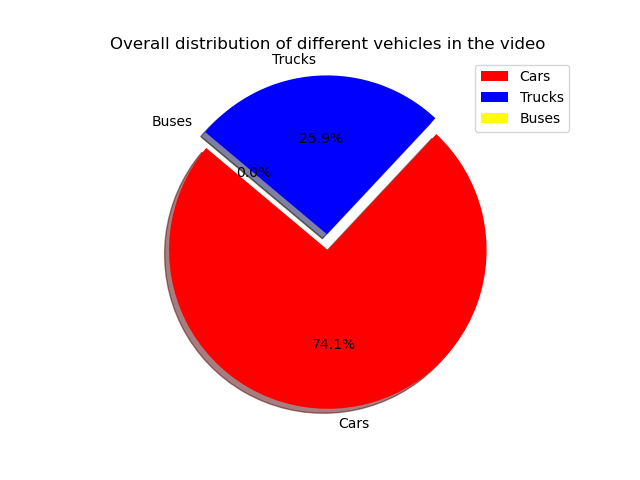 Overall distribution of different vehicles in the video
Trucks
Cars
Trucks
Buses
Buses
25.9%
0.0%
74.1%
Cars